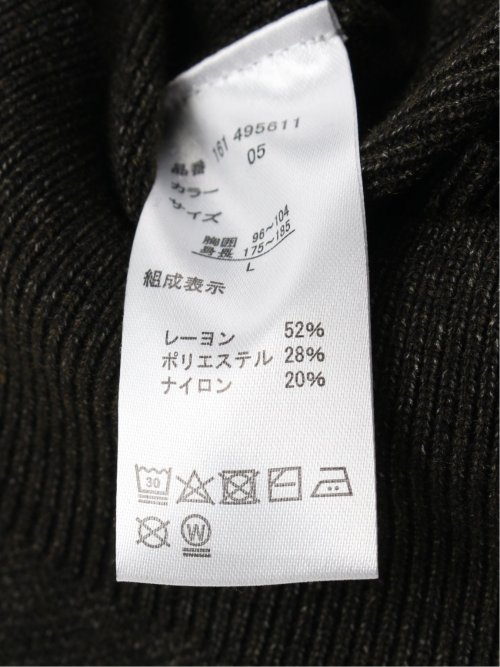 品番 161 495611
カラー 05
サイズ
胸囲 96～104
身長 175～185
L
組成表示
レーヨン 52%
ポリエステル 28%
ナイロン 20%
30
W